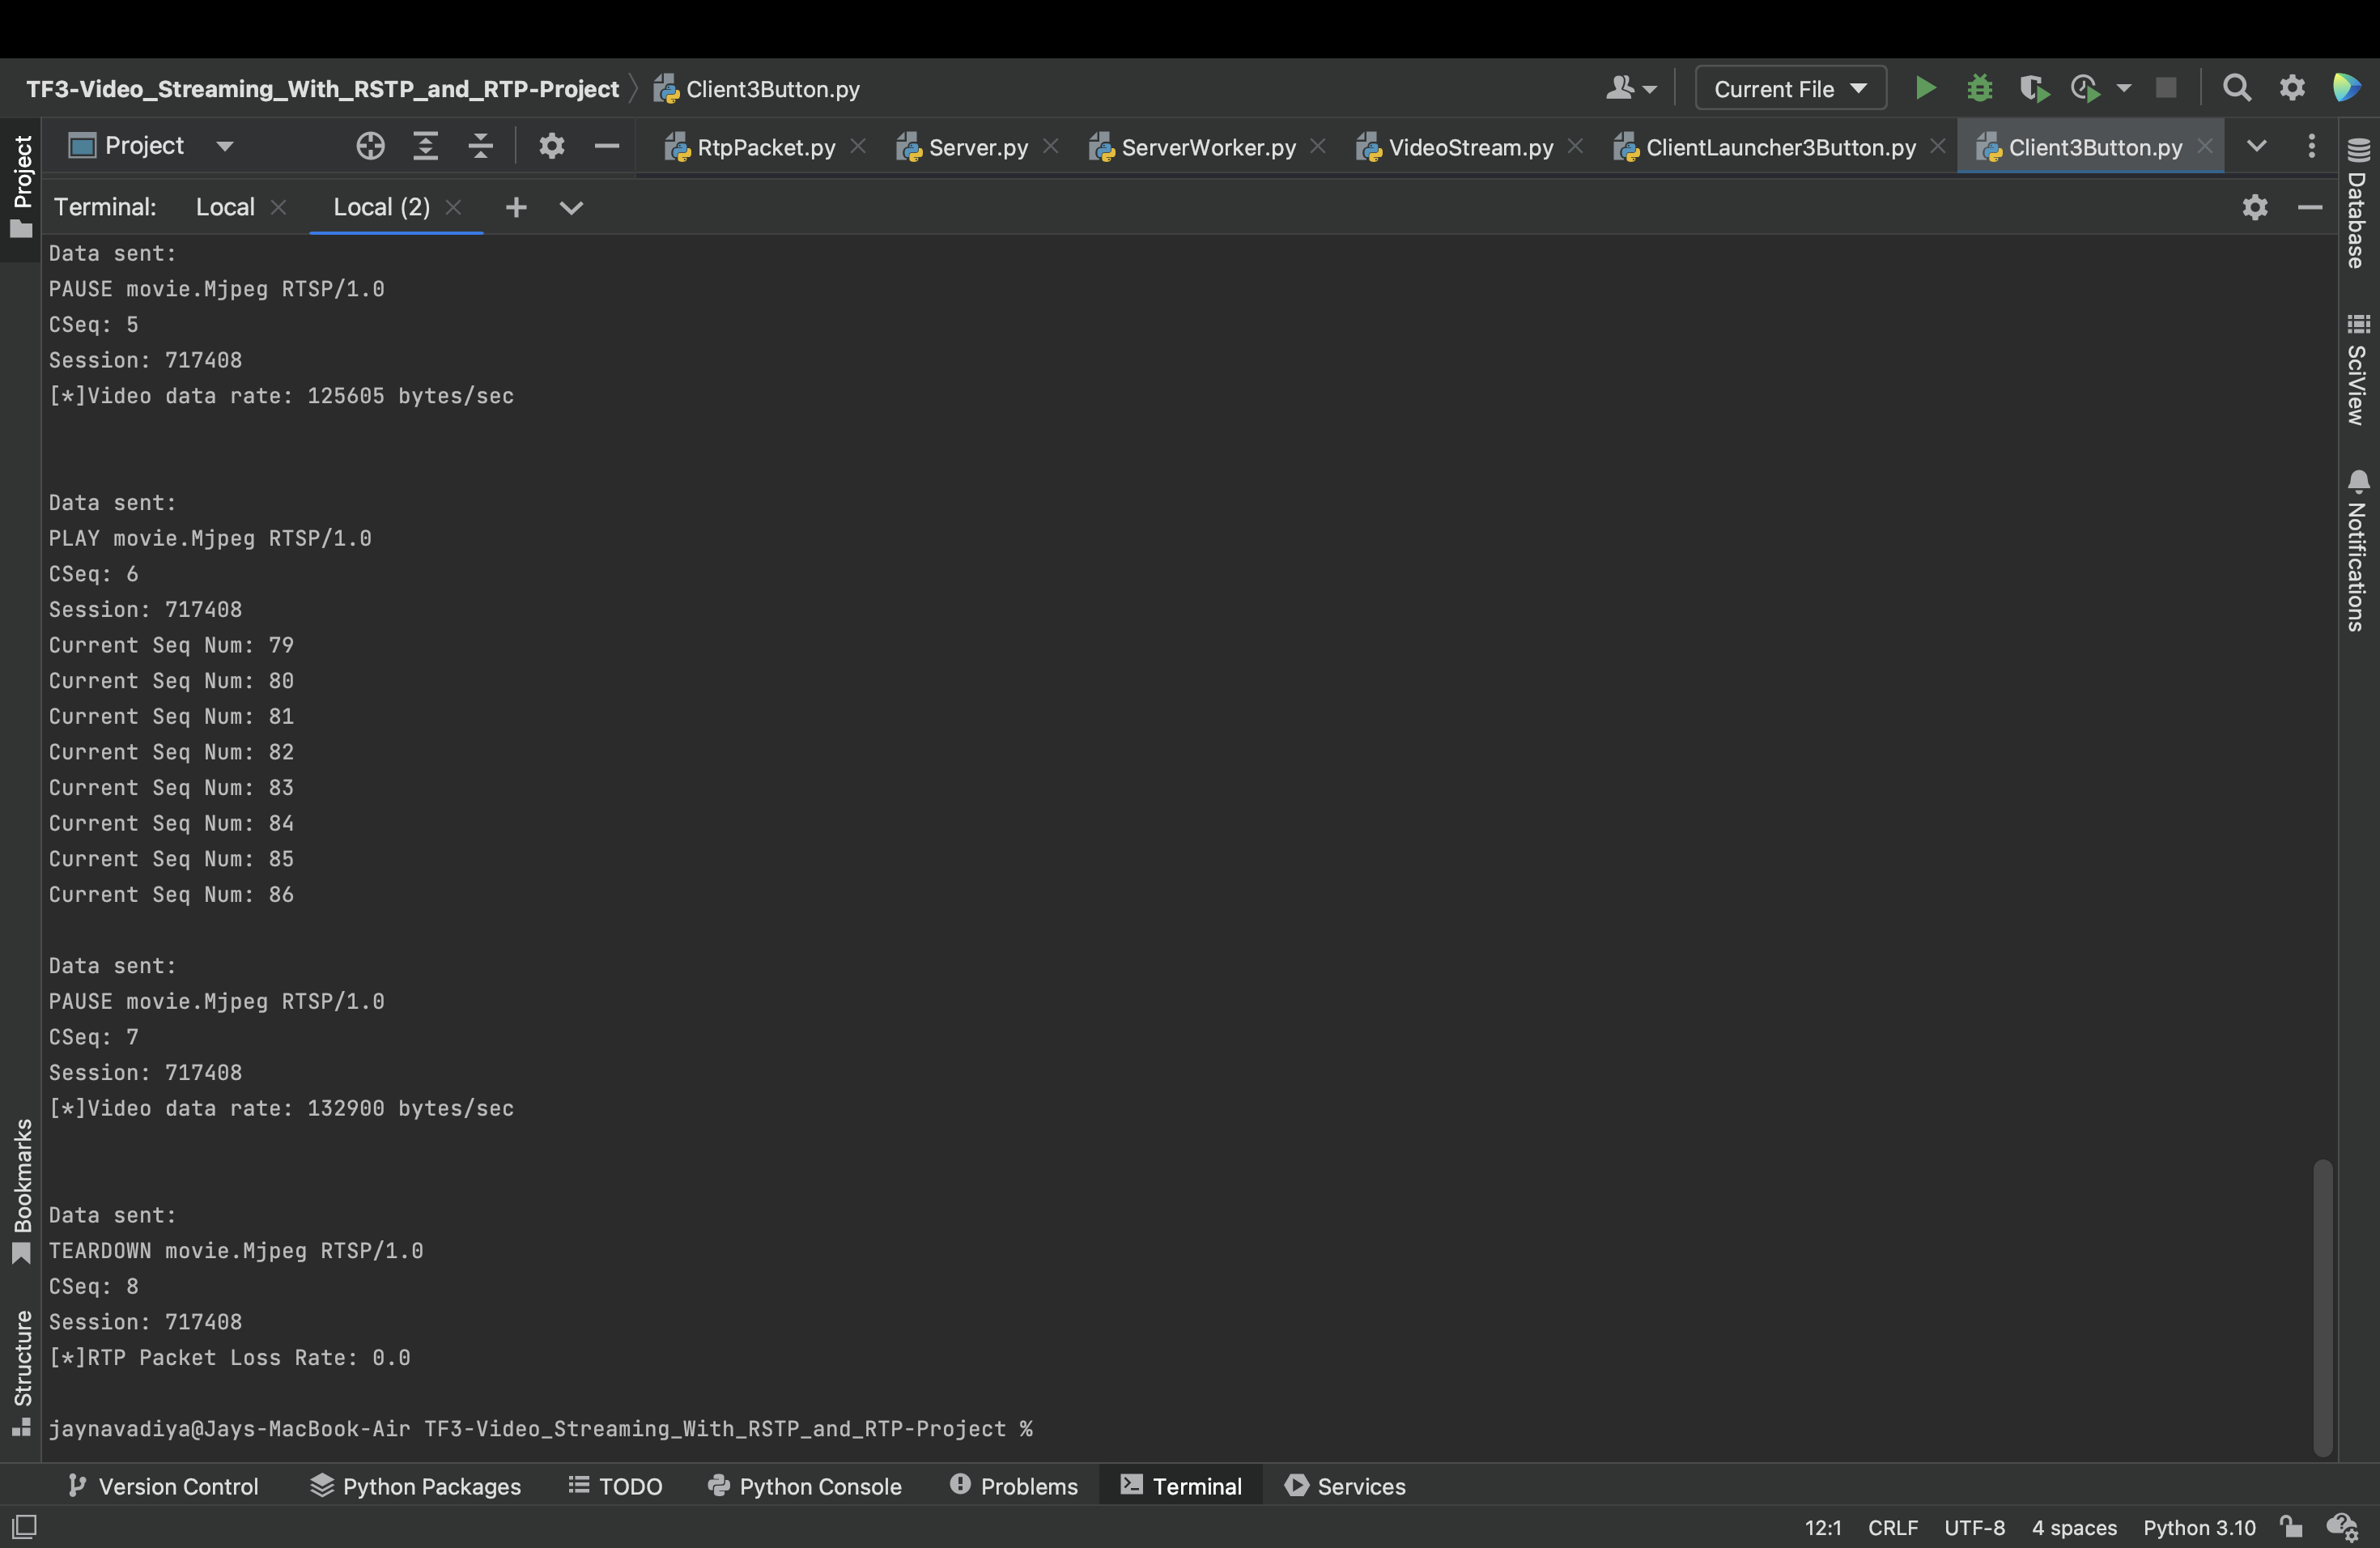 TF3-Video_Streaming_With_RSTP_and_RTP-Project Client3Button.py
Current File
Project
RtpPacket.py Server.py ServerWorker.py VideoStream.py ClientLauncher3Button.py Client3Button.py
Terminal: Local Local (2)
Project
Bookmarks
Structure
Data sent:
PAUSE movie.Mjpeg RTSP/1.0
CSeq: 5
Session: 717408
[*]Video data rate: 125605 bytes/sec
Data sent:
PLAY movie.Mjpeg RTSP/1.0
CSeq: 6
Session: 717408
Current Seq Num: 79
Current Seq Num: 80
Current Seq Num: 81
Current Seq Num: 82
Current Seq Num: 83
Current Seq Num: 84
Current Seq Num: 85
Current Seq Num: 86
Data sent:
PAUSE movie.Mjpeg RTSP/1.0
CSeq: 7
Session: 717408
[*]Video data rate: 132900 bytes/sec
Data sent:
TEARDOWN movie.Mjpeg RTSP/1.0
CSeq: 8
Session: 717408
[*]RTP Packet Loss Rate: 0.0
jaynavadiya@Jays-MacBook-Air TF3-Video_Streaming_With_RSTP_and_RTP-Project %
Database
SciView
Notifications
Version Control Python Packages TODO Python Console Problems Terminal Services
12:1 CRLF UTF-8 4 spaces Python 3.10